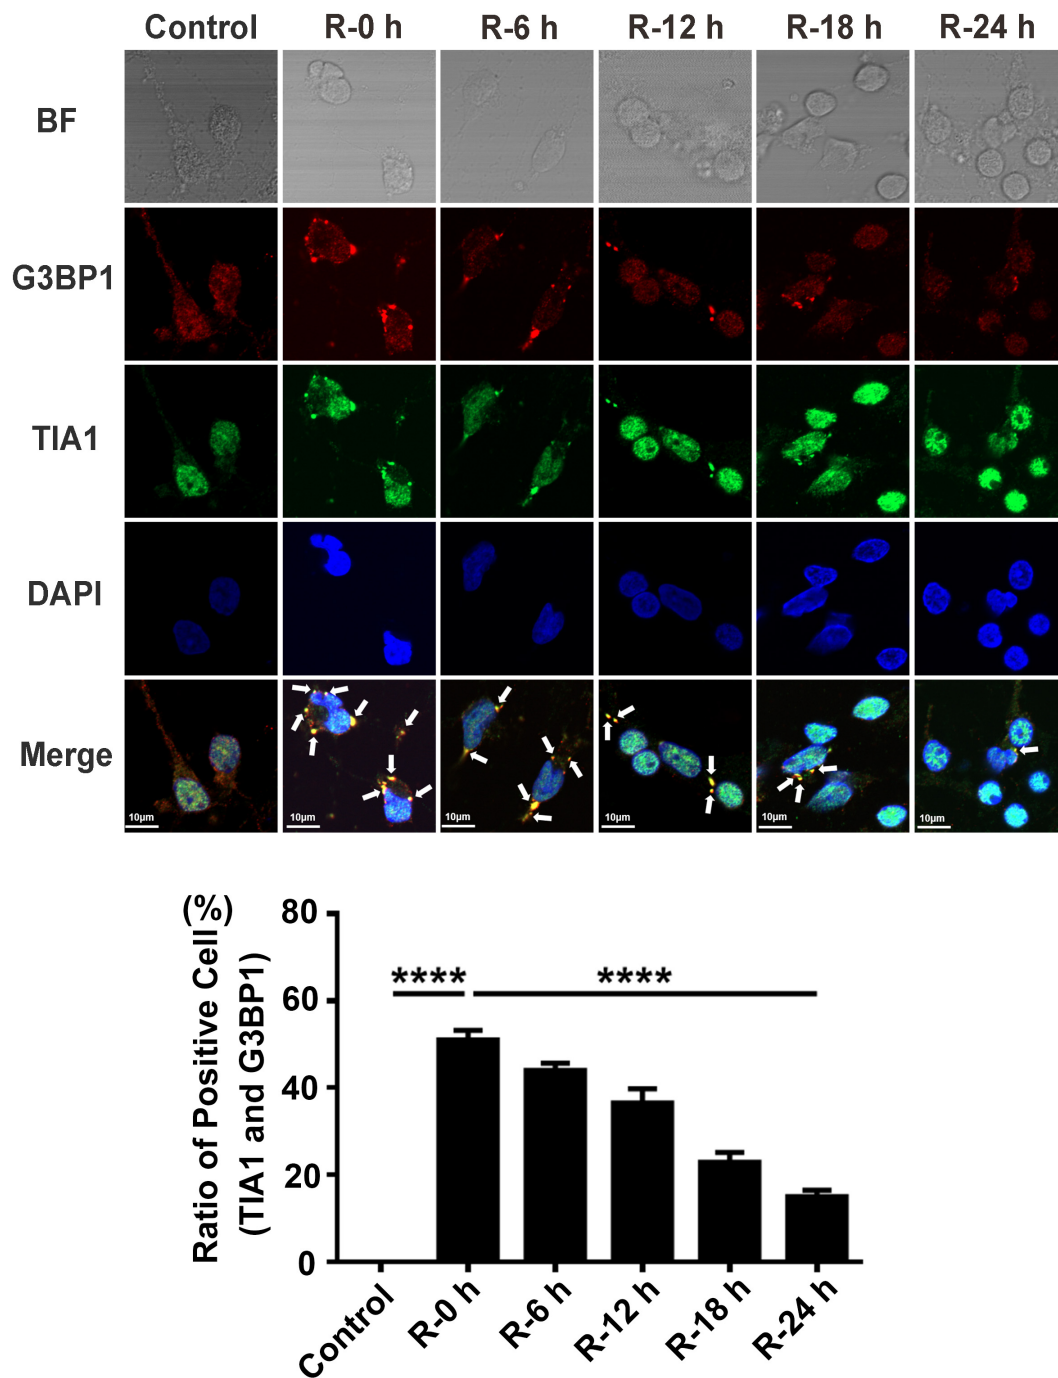 Control R-0 h R-6 h R-12 h R-18 h R-24 h
BF
G3BP1
TIA1
DAPI
Merge
10μm 10μm 10μm 10μm 10μm 10μm
(%)
Ratio of Positive Cell
(TIA1 and G3BP1)
80
60
40
20
0
**** ****
Control R-0 h R-6 h R-12 h R-18 h R-24 h